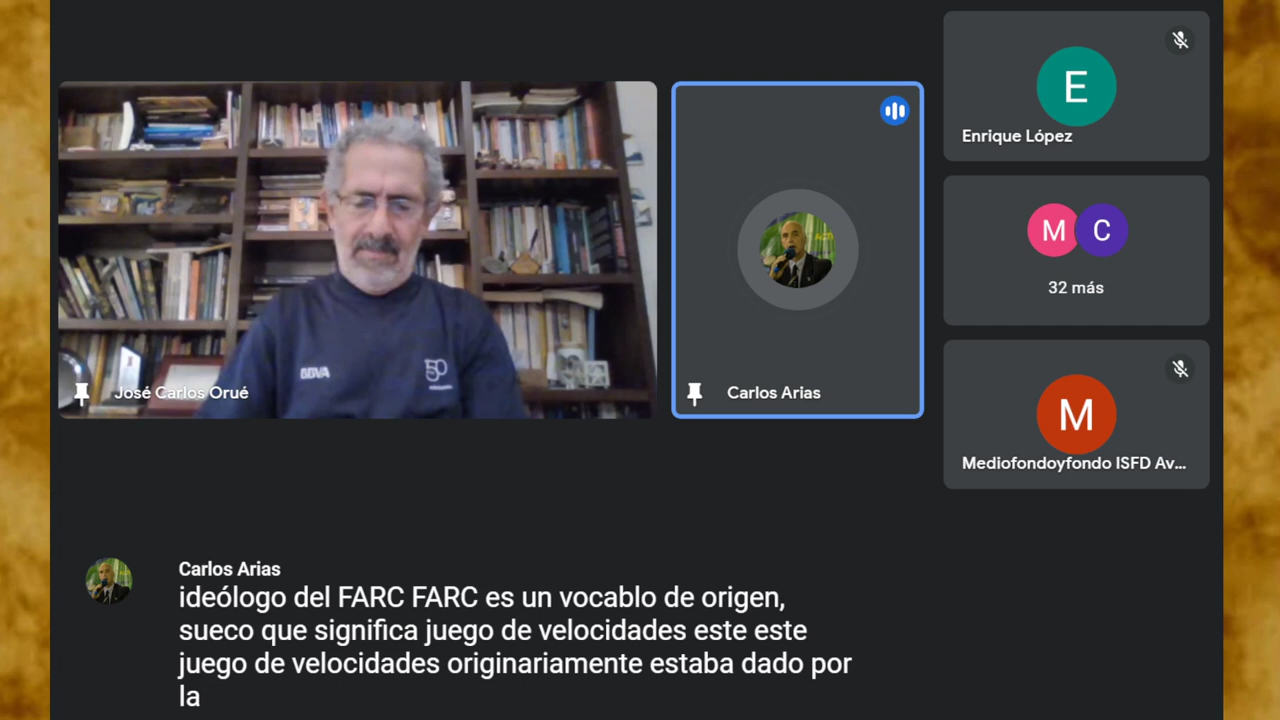 E
Enrique López
M C
32 más
BBVA
50
José Carlos Orué
Carlos Arias
M
Mediofondoyfondo ISFD Av...
Carlos Arias
ideólogo del FARC FARC es un vocablo de origen,
sueco que significa juego de velocidades este este
juego de velocidades originariamente estaba dado por
la